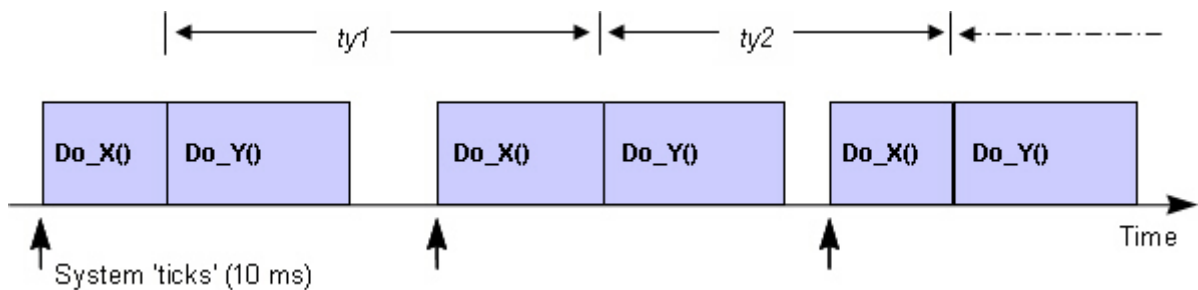 ty1
ty2
Do_X()
Do_Y()
Do_X()
Do_Y()
Do_X()
Do_Y()
Time
System 'ticks' (10 ms)